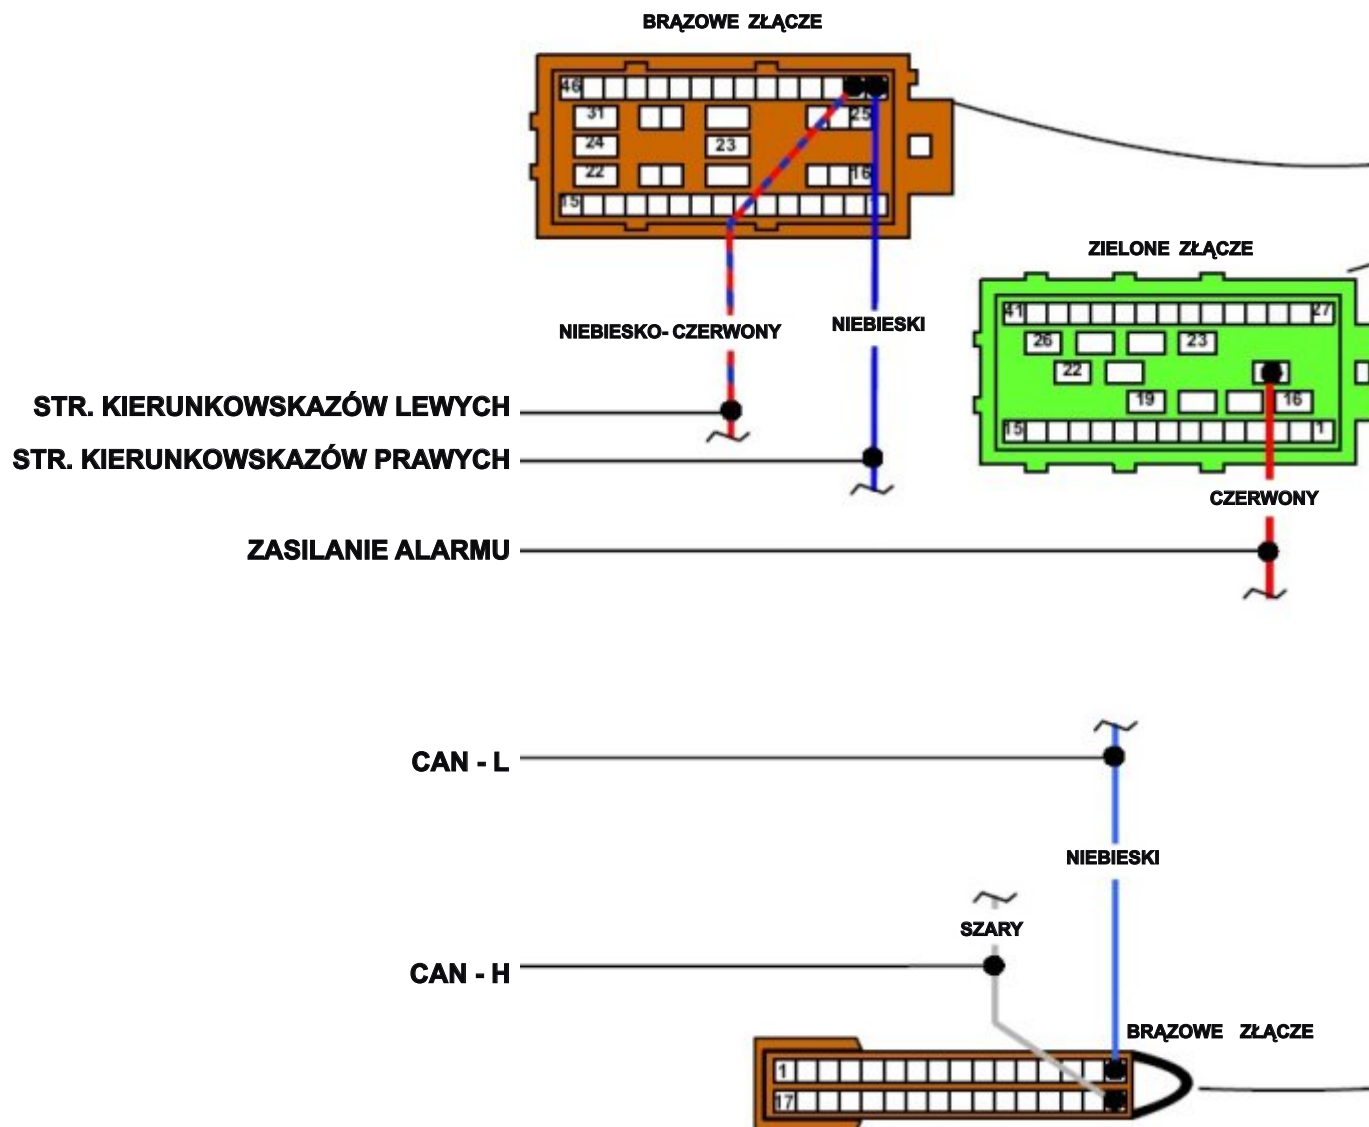 BRĄZOWE ZŁĄCZE
46
31
25
24
23
22
16
15
ZIELONE ZŁĄCZE
41
27
26
23
22
19
16
15
1
NIEBIESKO- CZERWONY
NIEBIESKI
STR. KIERUNKOWSKAZÓW LEWYCH
STR. KIERUNKOWSKAZÓW PRAWYCH
CZERWONY
ZASILANIE ALARMU
CAN - L
NIEBIESKI
SZARY
CAN - H
BRĄZOWE ZŁĄCZE
1
17